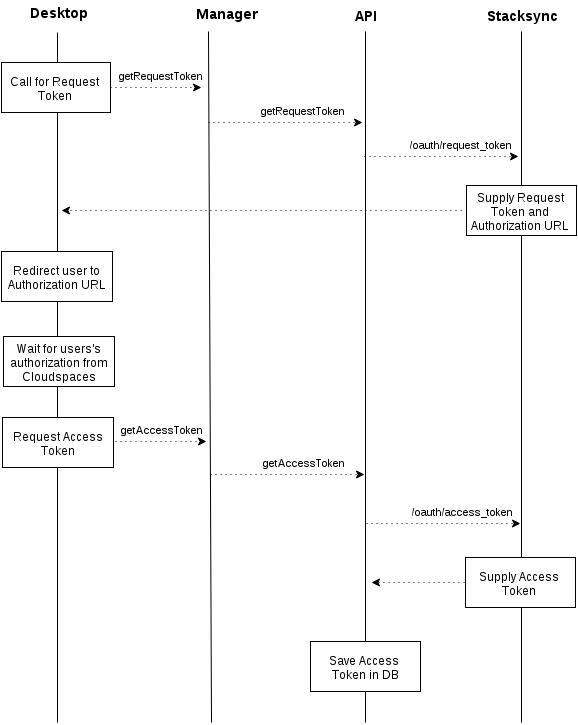 Desktop
Manager
API
Stacksync
Call for Request
Token
getRequestToken
getRequestToken
/oauth/request_token
Supply Request
Token and
Authorization URL
Redirect user to
Authorization URL
Wait for users's
authorization from
Cloudspaces
Request Access
Token
getAccessToken
getAccessToken
/oauth/access_token
Supply Access
Token
Save Access
Token in DB